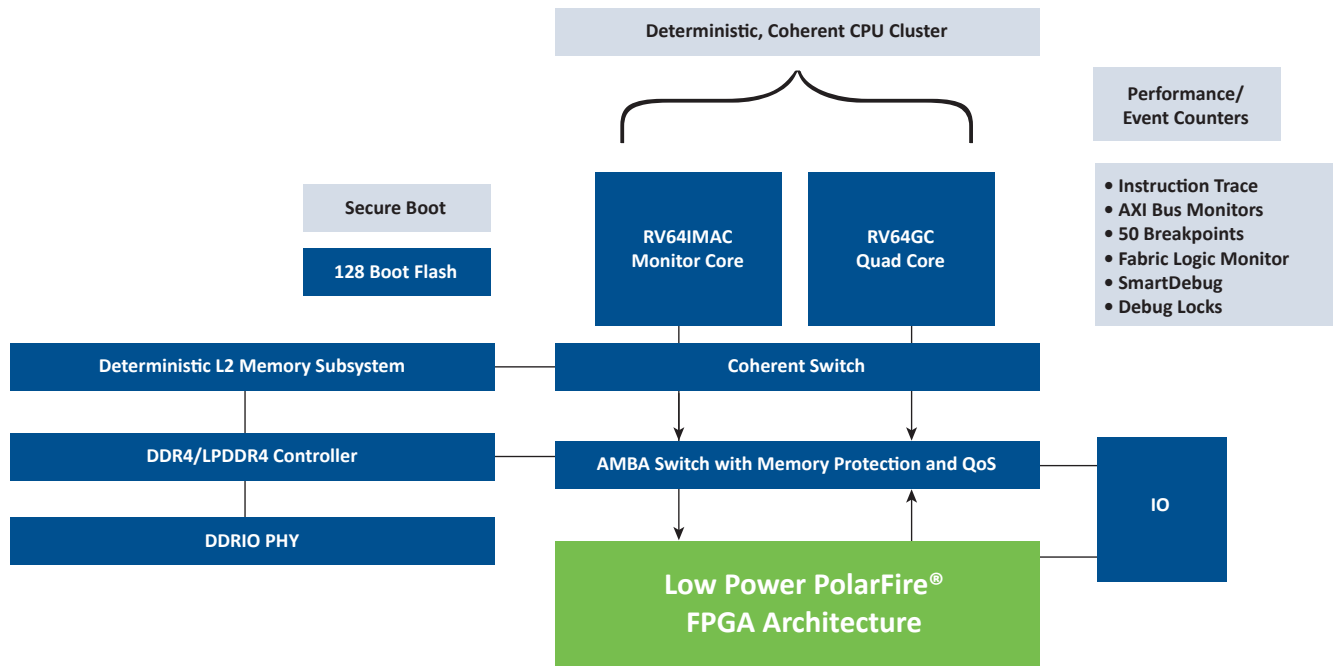 Deterministic, Coherent CPU Cluster
Performance/
Event Counters
Secure Boot
128 Boot Flash
RV64IMAC
Monitor Core
RV64GC
Quad Core
• Instruction Trace
• AXI Bus Monitors
• 50 Breakpoints
• Fabric Logic Monitor
• SmartDebug
• Debug Locks
Deterministic L2 Memory Subsystem
Coherent Switch
DDR4/LPDDR4 Controller
AMBA Switch with Memory Protection and QoS
IO
DDRIO PHY
Low Power PolarFire®
FPGA Architecture